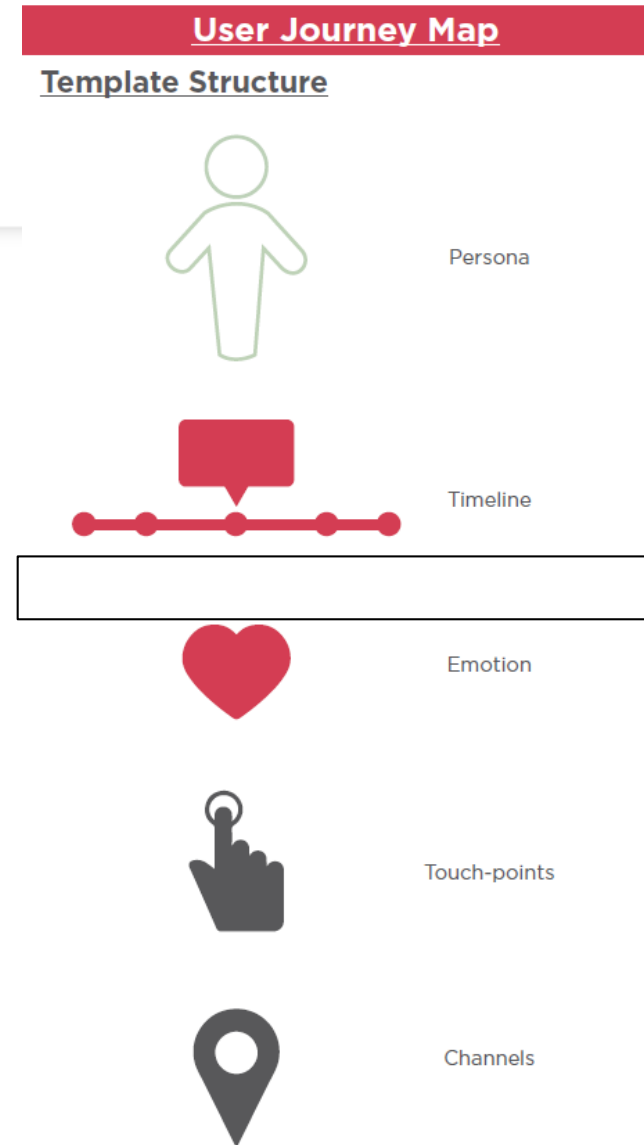 User Journey Map
Template Structure
Persona
Timeline
Emotion
Touch-points
Channels